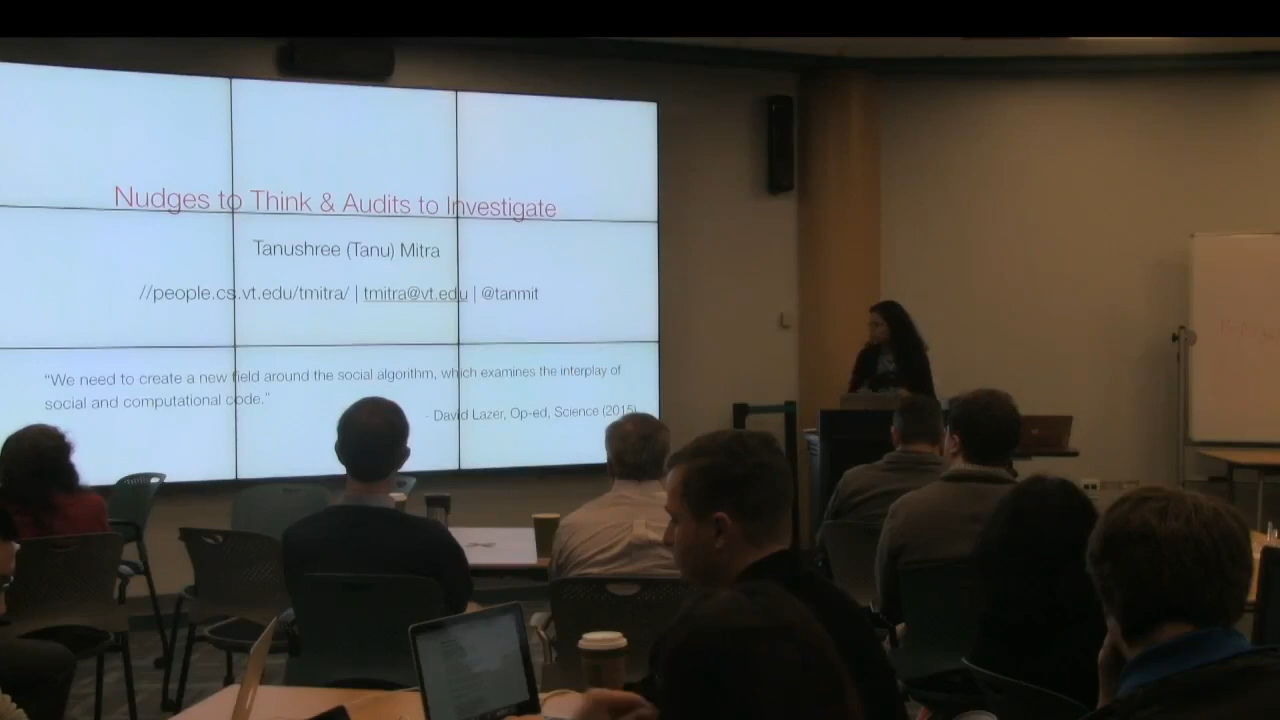 Nudges to Think & Audits to Investigate
Tanushree (Tanu) Mitra
//people.cs.vt.edu/tmitra/ | tmitra@vt.edu | @tanmit
“We need to create a new field around the social algorithm, which examines the interplay of
social and computational code.”
- David Lazer, Op-ed, Science (2015)